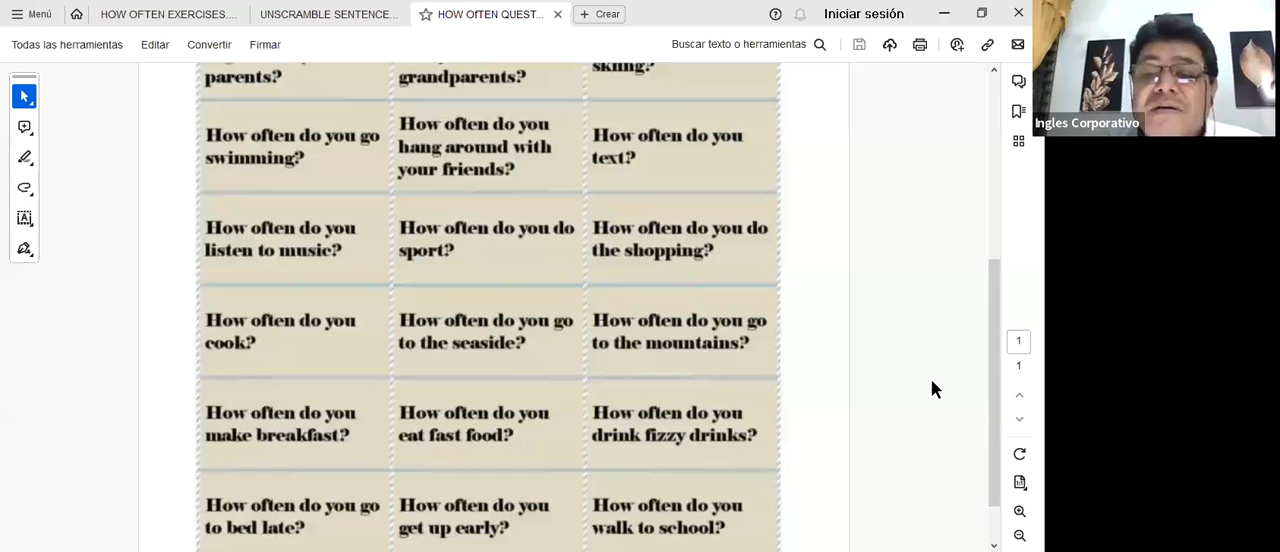 Menú
HOW OFTEN EXERCISES....
UNSCRAMBLE SENTENCE...
HOW OfTEN QUEST...
Crear
Iniciar sesión
Todas las herramientas
Editar
Convertir
Firmar
Buscar texto o herramientas
parents?
grandparents?
skiing?
How often do you go
swimming?
How often do you
hang around with
your friends?
How often do you
text?
How often do you
listen to music?
How often do you do
sport?
How often do you do
the shopping?
How often do you
cook?
How often do you go
to the seaside?
How often do you go
to the mountains?
How often do you
make breakfast?
How often do you
eat fast food?
How often do you
drink fizzy drinks?
How often do you go
to bed late?
How often do you
get up early?
How often do you
walk to school?
1
1
Ingles Corporativo